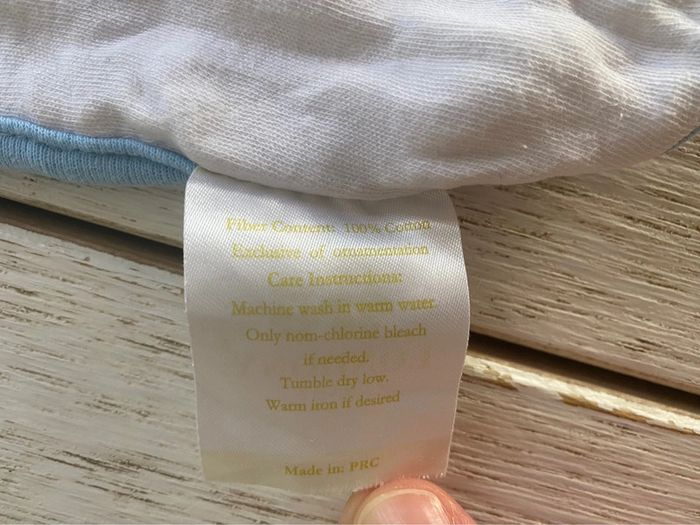 Fiber Content: 100% Cotton
Exclusive of ornamentation
Care Instructions:
Machine wash in warm water.
Only nom-chlorine bleach
if needed.
Tumble dry low.
Warm iron if desired
Made in: PRC